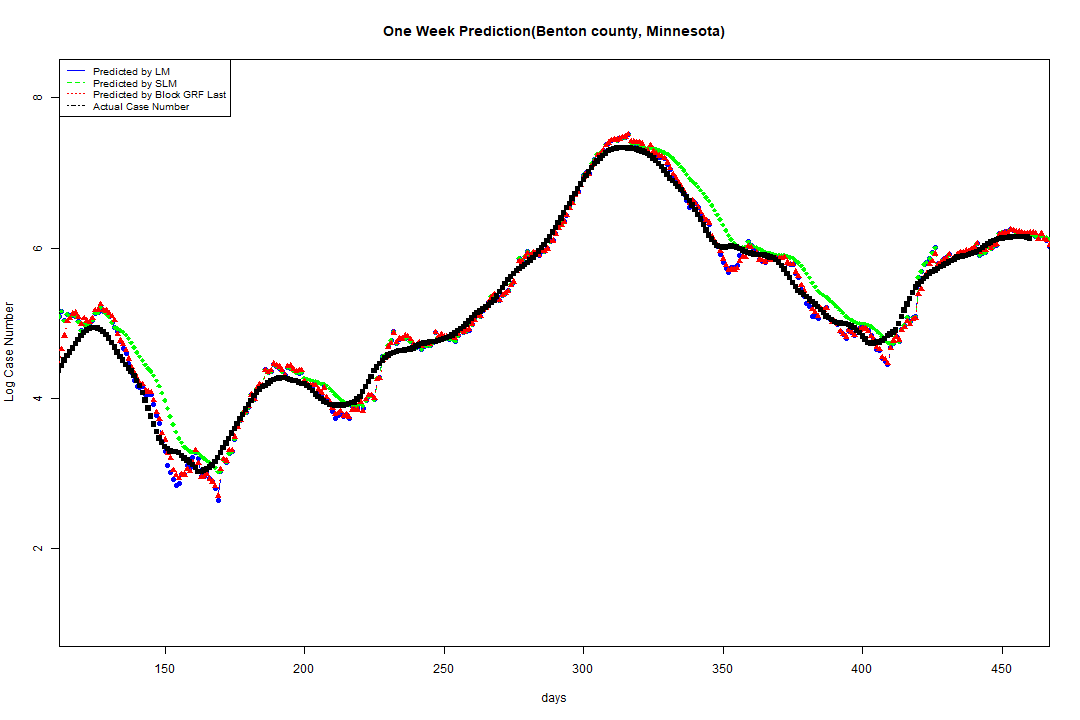 One Week Prediction(Benton county, Minnesota)
Predicted by LM
Predicted by SLM
Predicted by Block GRF Last
Actual Case Number
8
6
4
2
Log Case Number
150 200 250 300 350 400 450
days